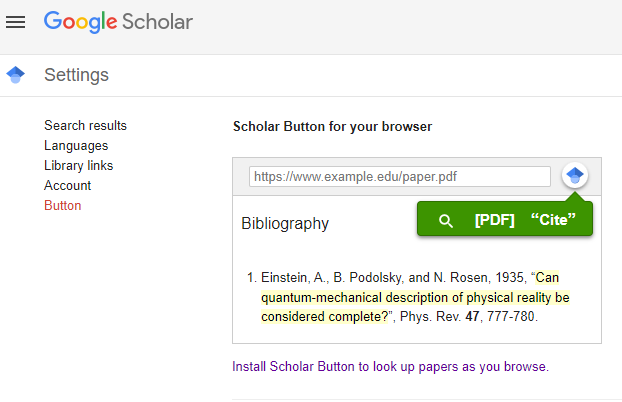 Google Scholar
Settings
Search results
Languages
Library links
Account
Button
Scholar Button for your browser
https://www.example.edu/paper.pdf
[PDF] “Cite”
Bibliography
1. Einstein, A., B. Podolsky, and N. Rosen, 1935, “Can
quantum-mechanical description of physical reality be
considered complete?”, Phys. Rev. 47, 777-780.
Install Scholar Button to look up papers as you browse.